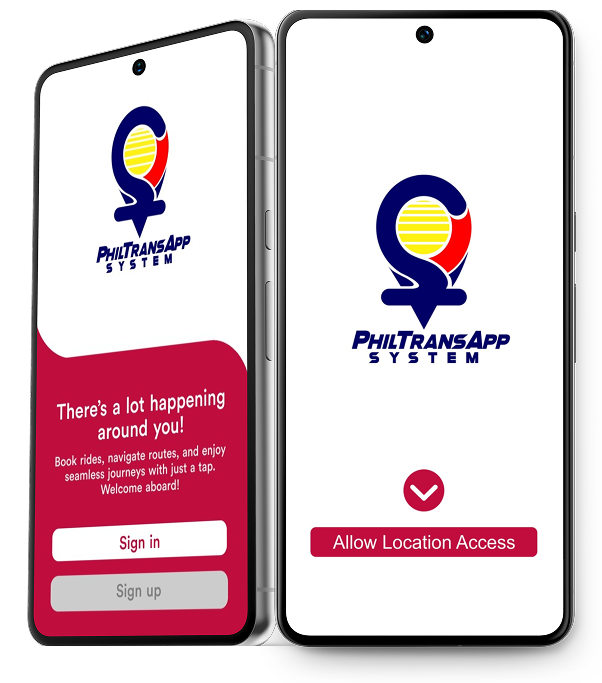 PHILTRANSAPP
SYSTEM
There's a lot happening
around you!
Book rides, navigate routes, and enjoy
seamless journeys with just a tap.
Welcome aboard!
Sign in
Sign up
PHILTRANSAPP
SYSTEM
Allow Location Access